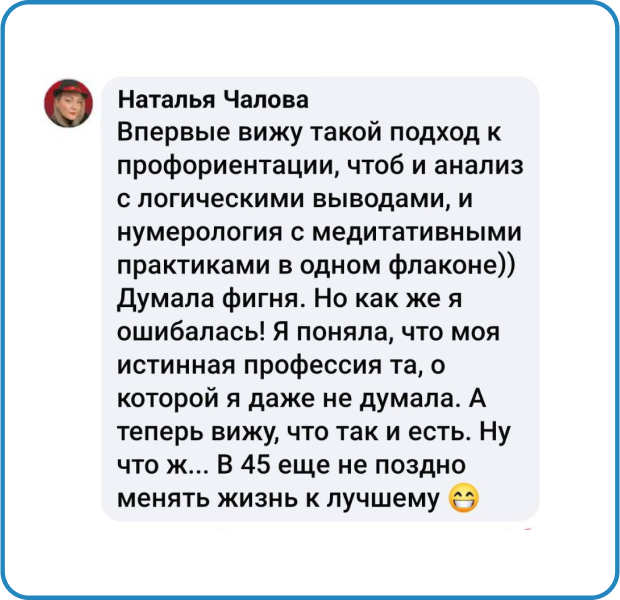 Наталья Чалова
Впервые вижу такой подход к
профориентации, чтоб и анализ
с логическими выводами, и
нумерология с медитативными
практиками в одном флаконе))
Думала фигня. Но как же я
ошибалась! Я поняла, что моя
истинная профессия та, о
которой я даже не думала. А
теперь вижу, что так и есть. Ну
что ж... В 45 еще не поздно
менять жизнь к лучшему 😁